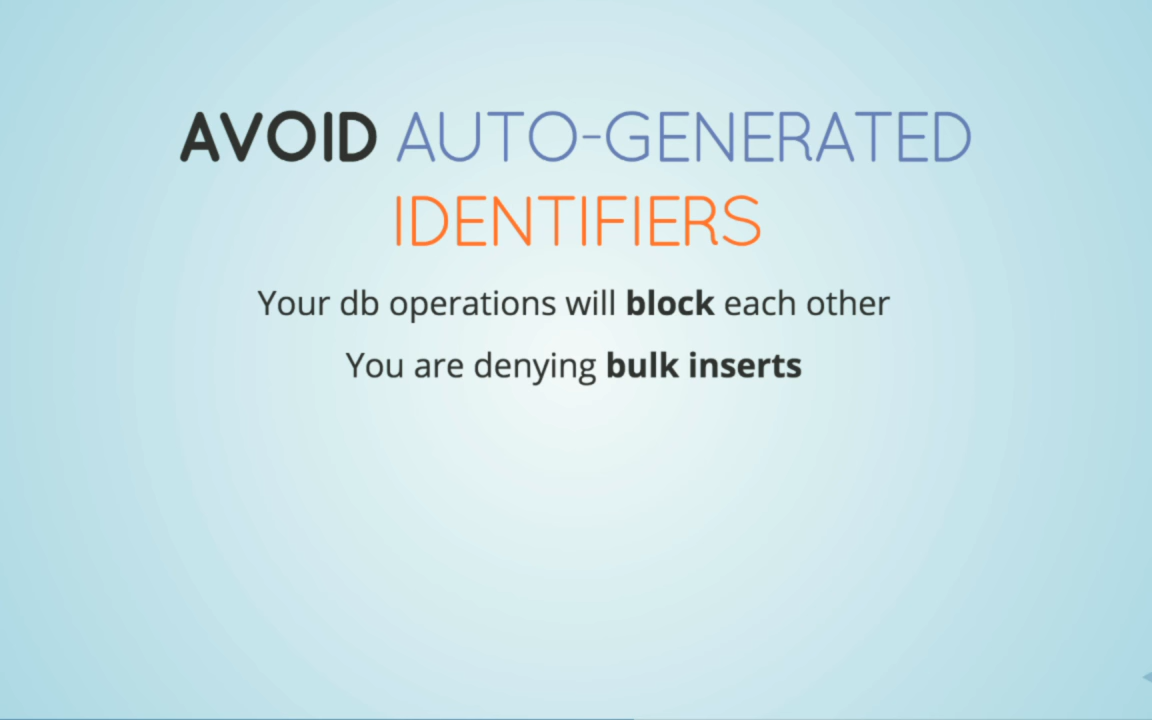 AVOID AUTO-GENERATED
IDENTIFIERS
Your db operations will block each other
You are denying bulk inserts